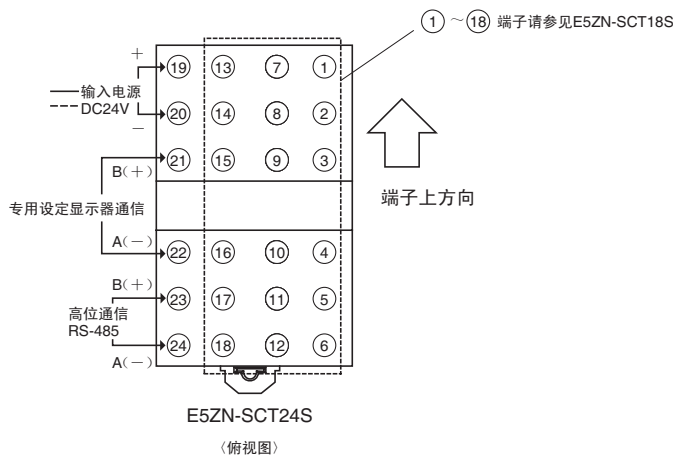 ① ～ ⑱ 端子请参见E5ZN-SCT18S
+
⑲ ⑬ ⑦ ①
输入电源
DC24V
⑳ ⑭ ⑧ ②
−
㉑ ⑮ ⑨ ③
B(+)
端子上方向
专用设定显示器通信
A(−)
㉒ ⑯ ⑩ ④
B(+)
㉓ ⑰ ⑪ ⑤
高位通信
RS-485
㉔ ⑱ ⑫ ⑥
A(−)
E5ZN-SCT24S
〈俯视图〉